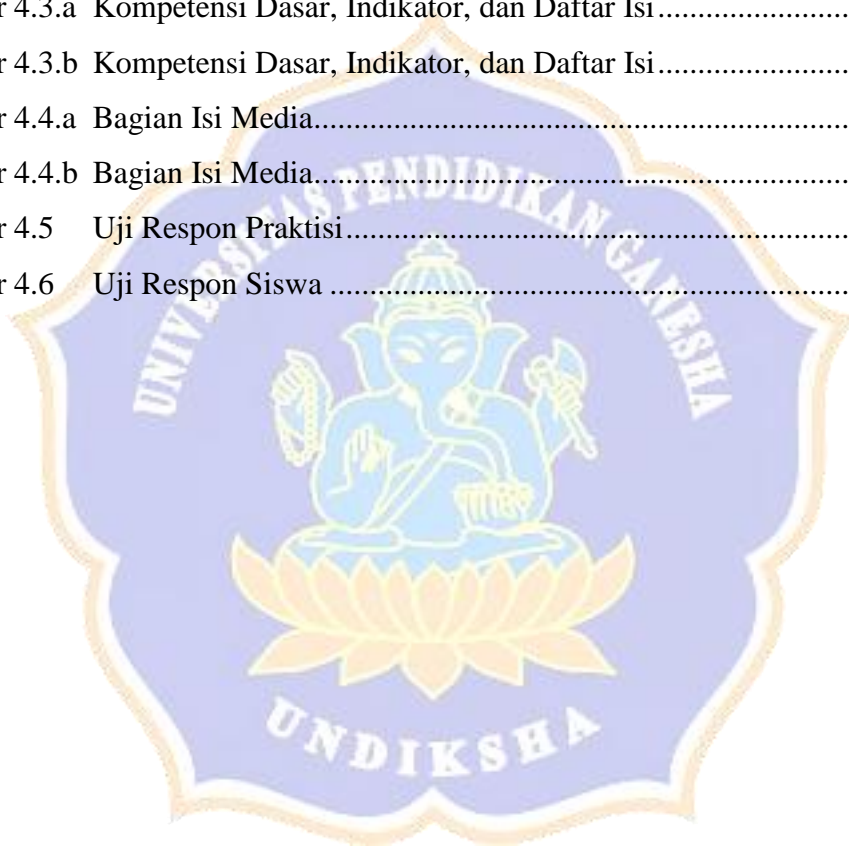 r 4.3.a Kompetensi Dasar, Indikator, dan Daftar Isi........................
r 4.3.b Kompetensi Dasar, Indikator, dan Daftar Isi........................
r 4.4.a Bagian Isi Media..................................................................
r 4.4.b Bagian Isi Media..................................................................
r 4.5 Uji Respon Praktisi...............................................................
r 4.6 Uji Respon Siswa .................................................................
UNIVERSITAS PENDIDIKAN GANESHA
UNDIKSHA